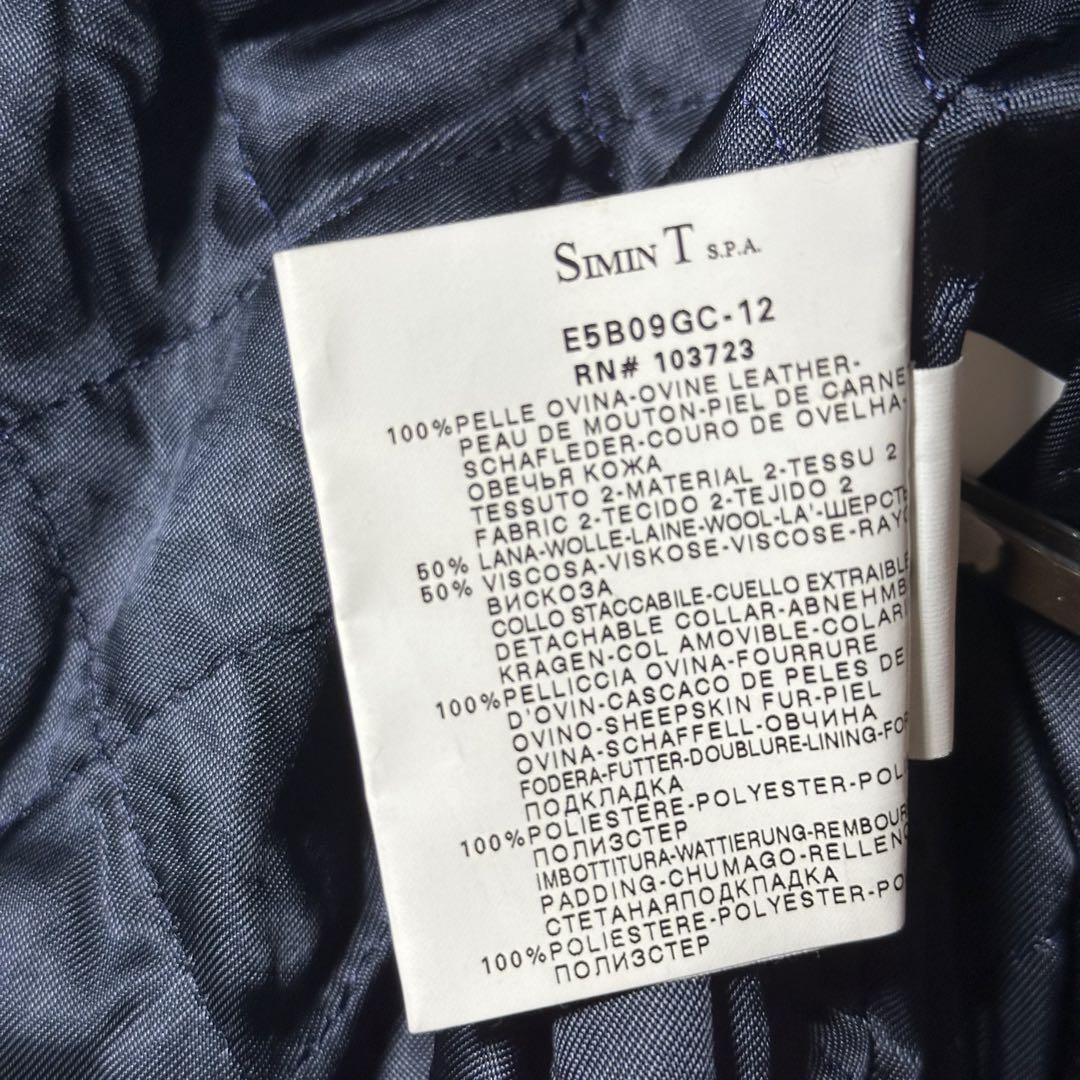 SIMIN T S.P.A.
E5B09GC-12
RN# 103723
100%PELLE OVINA-OVINE LEATHER-
PEAU DE MOUTON-PIEL DE CARNE
SCHAFLEDER-COURO DE OVELHA-
ОВЕЧЬЯ КОЖА
TESSUTO 2-MATERIAL 2-TESSU 2
FABRIC 2-TECIDO 2-TEJIDO 2
50% LANA-WOLLE-LAINE-WOOL-LA'-ШЕРСТЬ
50% VISCOSA-VISKOSE-VISCOSE-RAYO
ВИСКОЗА
COLLO STACCABILE-CUELLO EXTRAIBLE
DETACHABLE COLLAR-ABNEHMB
KRAGEN-COL AMOVIBLE-COLARI
100%PELLICCIA OVINA-FOURRURE
D'OVIN-CASCACO DE PELES DE
OVINO-SHEEPSKIN FUR-PIEL
OVINA-SCHAFFELL-ОВЧИНА
FODERA-FUTTER-DOUBLURE-LINING-FOR
ПОДКЛАДКА
100%POLIESTERE-POLYESTER-POL
ПОЛИЗСТЕР
IMBOTTITURA-WATTIERUNG-REMBOUR
PADDING-CHUMAGO-RELLENO
СТЕТАНАЯПОДКПАДКА
100%POLIESTERE-POLYESTER-PO
ПОЛИЗСТЕР